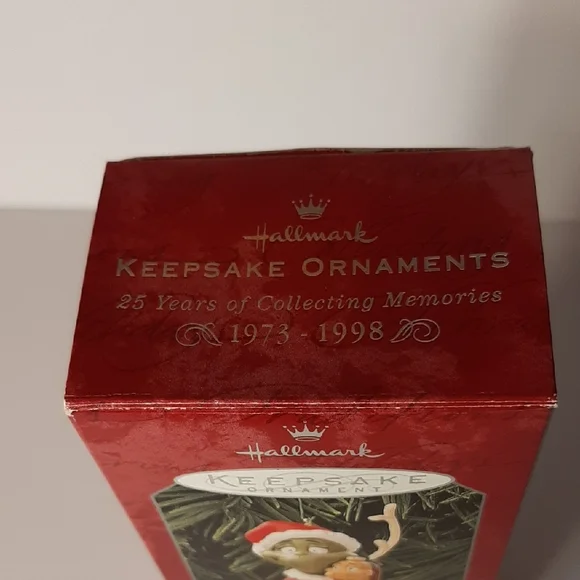 Hallmark
KEEPSAKE ORNAMENTS
25 Years of Collecting Memories
1973 - 1998
Hallmark
KEEPSAKE
ORNAMENT